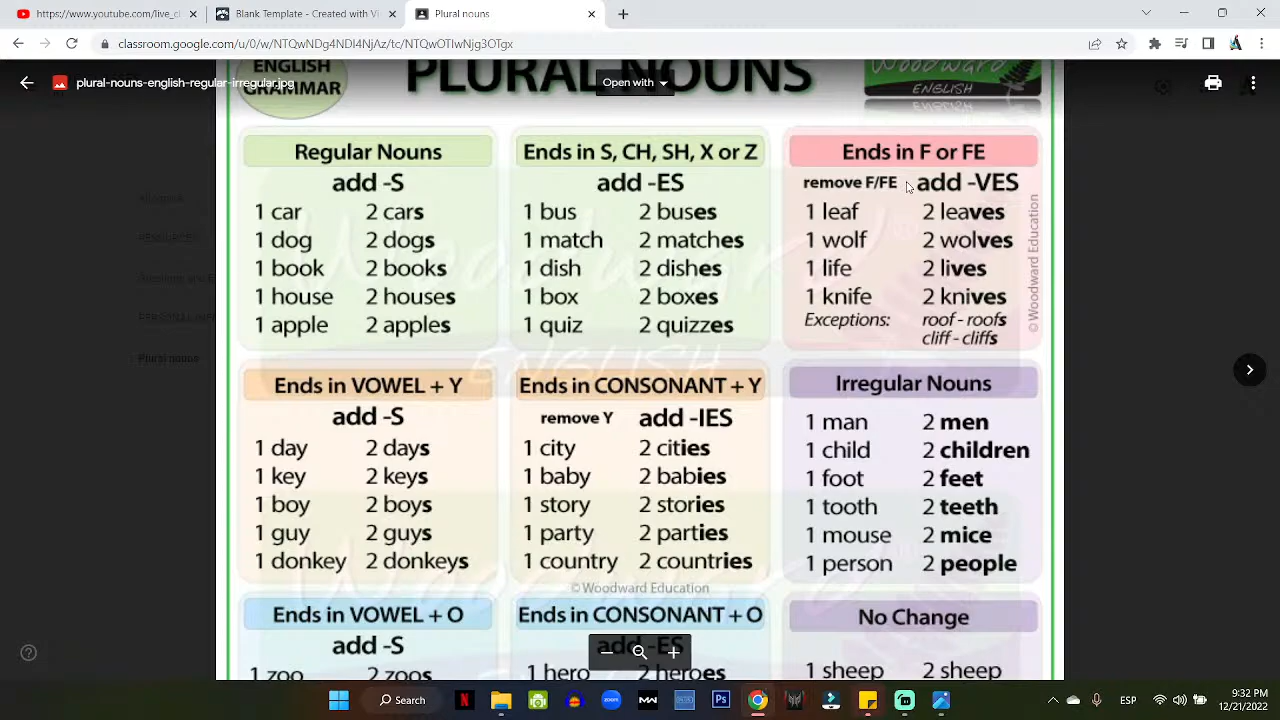 https://www.youtube.com/live_cl
Blank Template - Created with Vi
Plural nouns
classroom.google.com/u/0/w/NTQwNDg4NDI4NjAz/tc/NTQwOTIwNjg3OTgx
plural-nouns-english-regular-irregular.jpg
Open with
ENGLISH
GRAMMAR
PLURAL NOUNS
Woodward
ENGLISH
Regular Nouns
add -S
1 car 2 cars
1 dog 2 dogs
1 book 2 books
1 house 2 houses
1 apple 2 apples
Ends in S, CH, SH, X or Z
add -ES
1 bus 2 buses
1 match 2 matches
1 dish 2 dishes
1 box 2 boxes
1 quiz 2 quizzes
Ends in F or FE
remove F/FE add -VES
1 leaf 2 leaves
1 wolf 2 wolves
1 life 2 lives
1 knife 2 knives
Exceptions: roof - roofs
cliff - cliffs
© Woodward Education
Ends in VOWEL + Y
add -S
1 day 2 days
1 key 2 keys
1 boy 2 boys
1 guy 2 guys
1 donkey 2 donkeys
Ends in CONSONANT + Y
remove Y add -IES
1 city 2 cities
1 baby 2 babies
1 story 2 stories
1 party 2 parties
1 country 2 countries
© Woodward Education
Irregular Nouns
1 man 2 men
1 child 2 children
1 foot 2 feet
1 tooth 2 teeth
1 mouse 2 mice
1 person 2 people
Ends in VOWEL + O
add -S
1 zoo 2 zoos
Ends in CONSONANT + O
add -ES
1 hero 2 heroes
No Change
1 sheep 2 sheep
RESOURCES
Plural nouns
Search
zoom
Ps
ESP
9:32 PM
12/21/2022